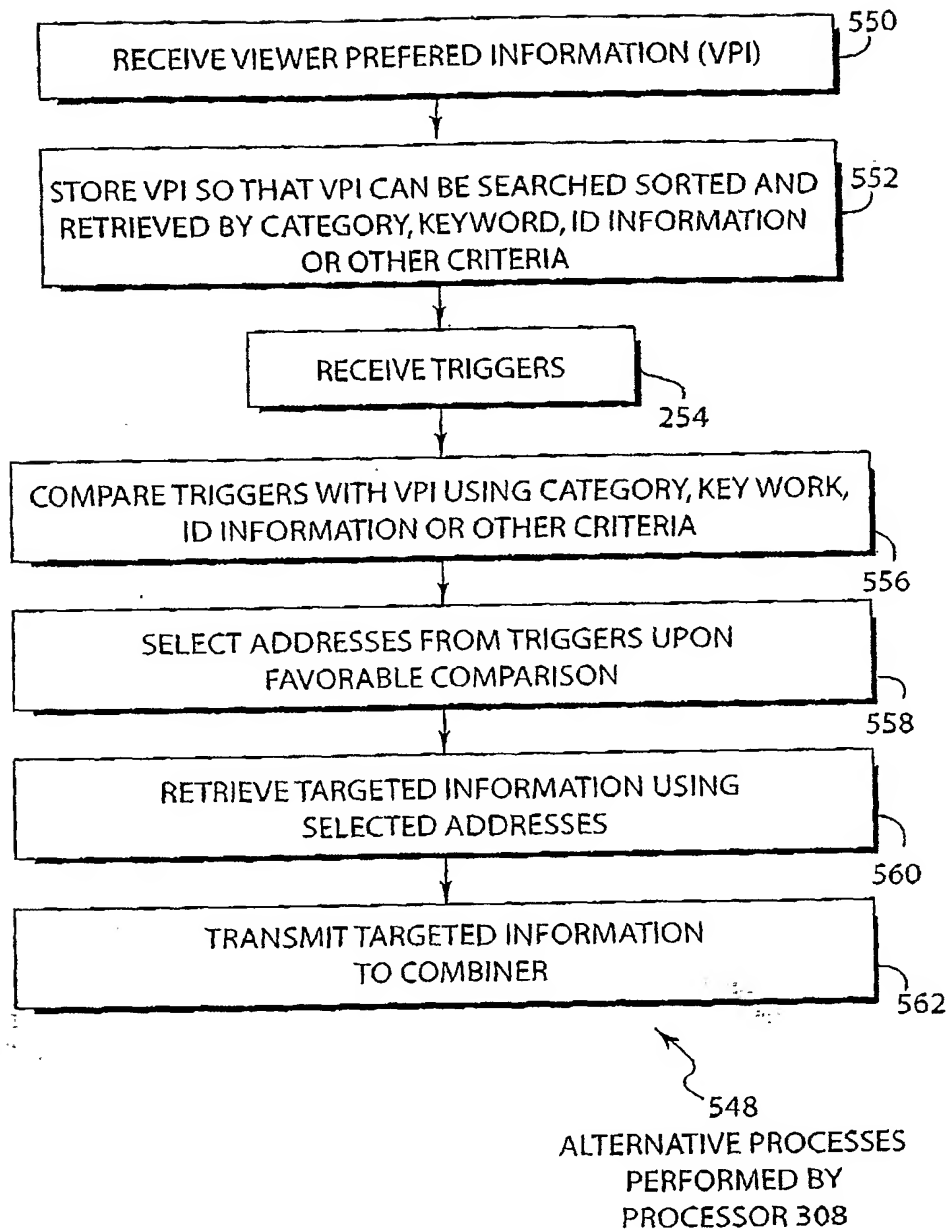 RECEIVE VIEWER PREFERED INFORMATION (VPI)
550
STORE VPI SO THAT VPI CAN BE SEARCHED SORTED AND
RETRIEVED BY CATEGORY, KEYWORD, ID INFORMATION
OR OTHER CRITERIA
552
RECEIVE TRIGGERS
254
COMPARE TRIGGERS WITH VPI USING CATEGORY, KEY WORK,
ID INFORMATION OR OTHER CRITERIA
556
SELECT ADDRESSES FROM TRIGGERS UPON
FAVORABLE COMPARISON
558
RETRIEVE TARGETED INFORMATION USING
SELECTED ADDRESSES
560
TRANSMIT TARGETED INFORMATION
TO COMBINER
562
548
ALTERNATIVE PROCESSES
PERFORMED BY
PROCESSOR 308